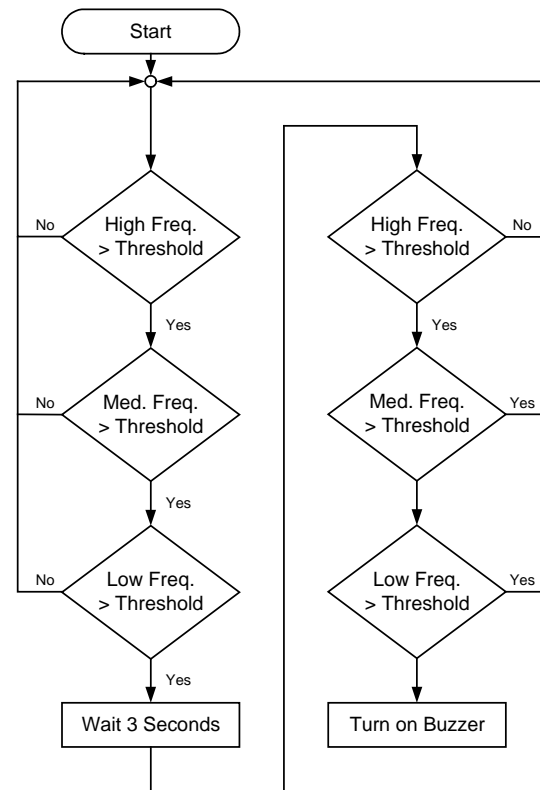 Start
High Freq.
> Threshold
No
Yes
Med. Freq.
> Threshold
No
Yes
Low Freq.
> Threshold
No
Yes
Wait 3 Seconds
High Freq.
> Threshold
No
Yes
Med. Freq.
> Threshold
Yes
Low Freq.
> Threshold
Yes
Turn on Buzzer